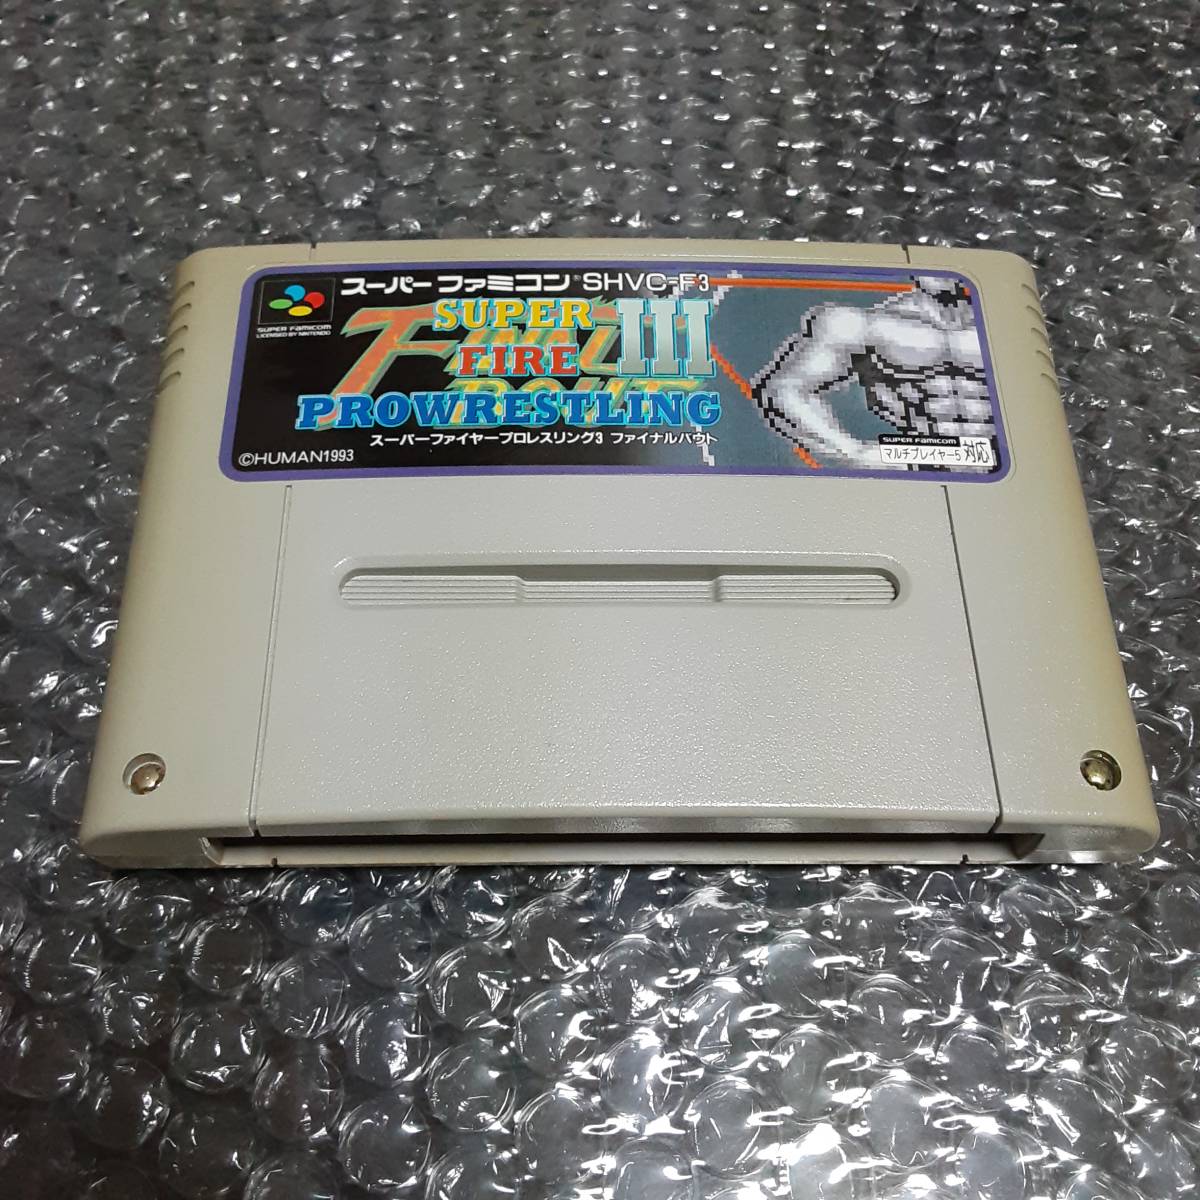 スーパーファミコン® SHVC-F3
SUPER FAMICOM
LICENSED BY NINTENDO
FINAL BOUT
SUPER
FIRE III
PROWRESTLING
スーパーファイヤープロレスリング3 ファイナルバウト
©HUMAN1993
SUPER FAMICOM
マルチプレイヤー5 対応